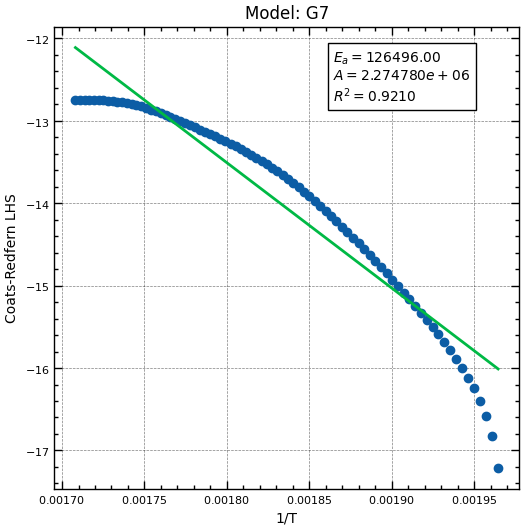 Model: G7
E_a = 126496.00
A = 2.274780e + 06
R² = 0.9210
−12
−13
−14
−15
−16
−17
Coats-Redfern LHS
0.00170 0.00175 0.00180 0.00185 0.00190 0.00195
1/T